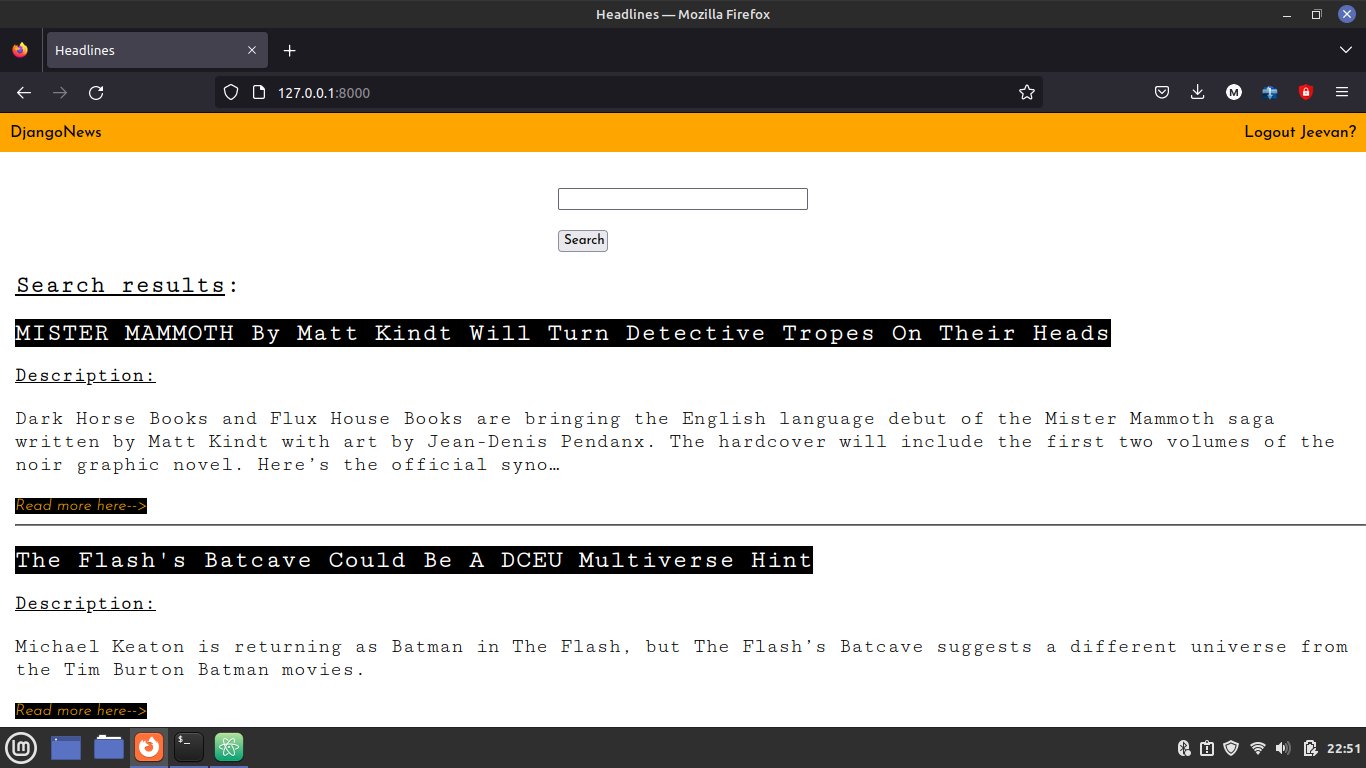 Headlines — Mozilla Firefox
Headlines
127.0.0.1:8000
DjangoNews
Logout Jeevan?
Search
Search results:
MISTER MAMMOTH By Matt Kindt Will Turn Detective Tropes On Their Heads
Description:
Dark Horse Books and Flux House Books are bringing the English language debut of the Mister Mammoth saga
written by Matt Kindt with art by Jean-Denis Pendanx. The hardcover will include the first two volumes of the
noir graphic novel. Here’s the official syno…
Read more here-->
The Flash's Batcave Could Be A DCEU Multiverse Hint
Description:
Michael Keaton is returning as Batman in The Flash, but The Flash’s Batcave suggests a different universe from
the Tim Burton Batman movies.
Read more here-->
22:51